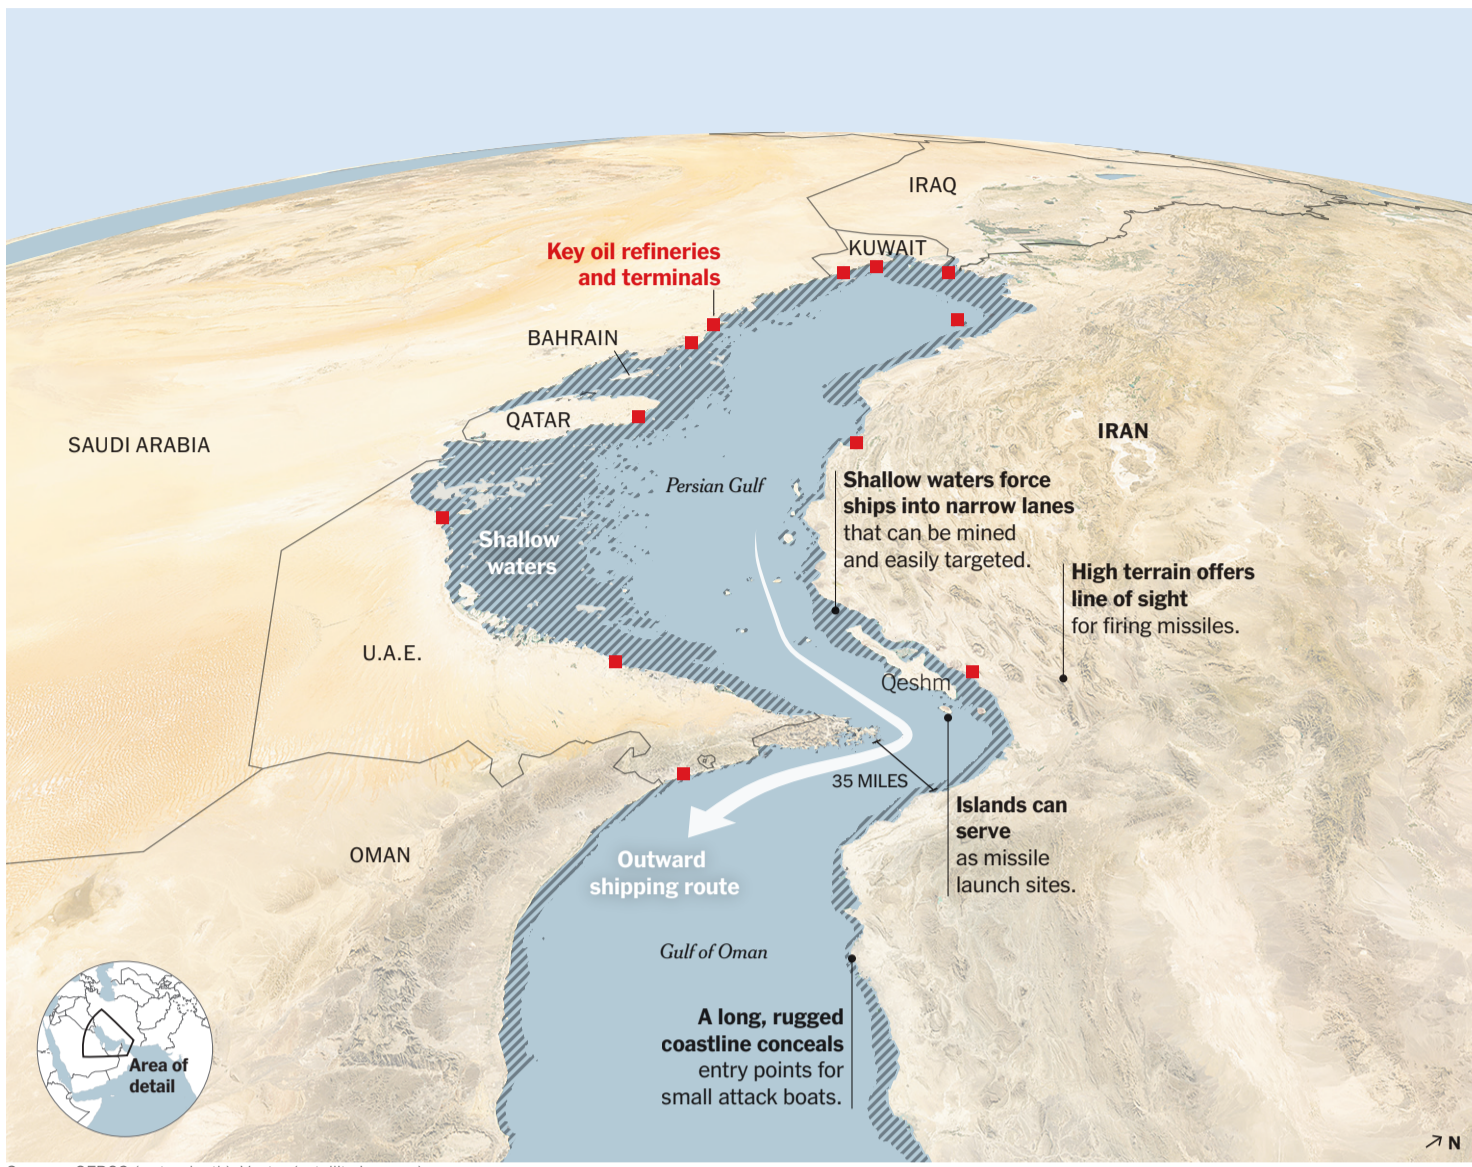 IRAQ
KUWAIT
Key oil refineries
and terminals
BAHRAIN
QATAR
SAUDI ARABIA
IRAN
Persian Gulf
Shallow waters force
ships into narrow lanes
that can be mined
and easily targeted.
Shallow
waters
High terrain offers
line of sight
for firing missiles.
U.A.E.
Qeshm
35 MILES
Islands can
serve
as missile
launch sites.
OMAN
Outward
shipping route
Gulf of Oman
A long, rugged
coastline conceals
entry points for
small attack boats.
Area of
detail
N